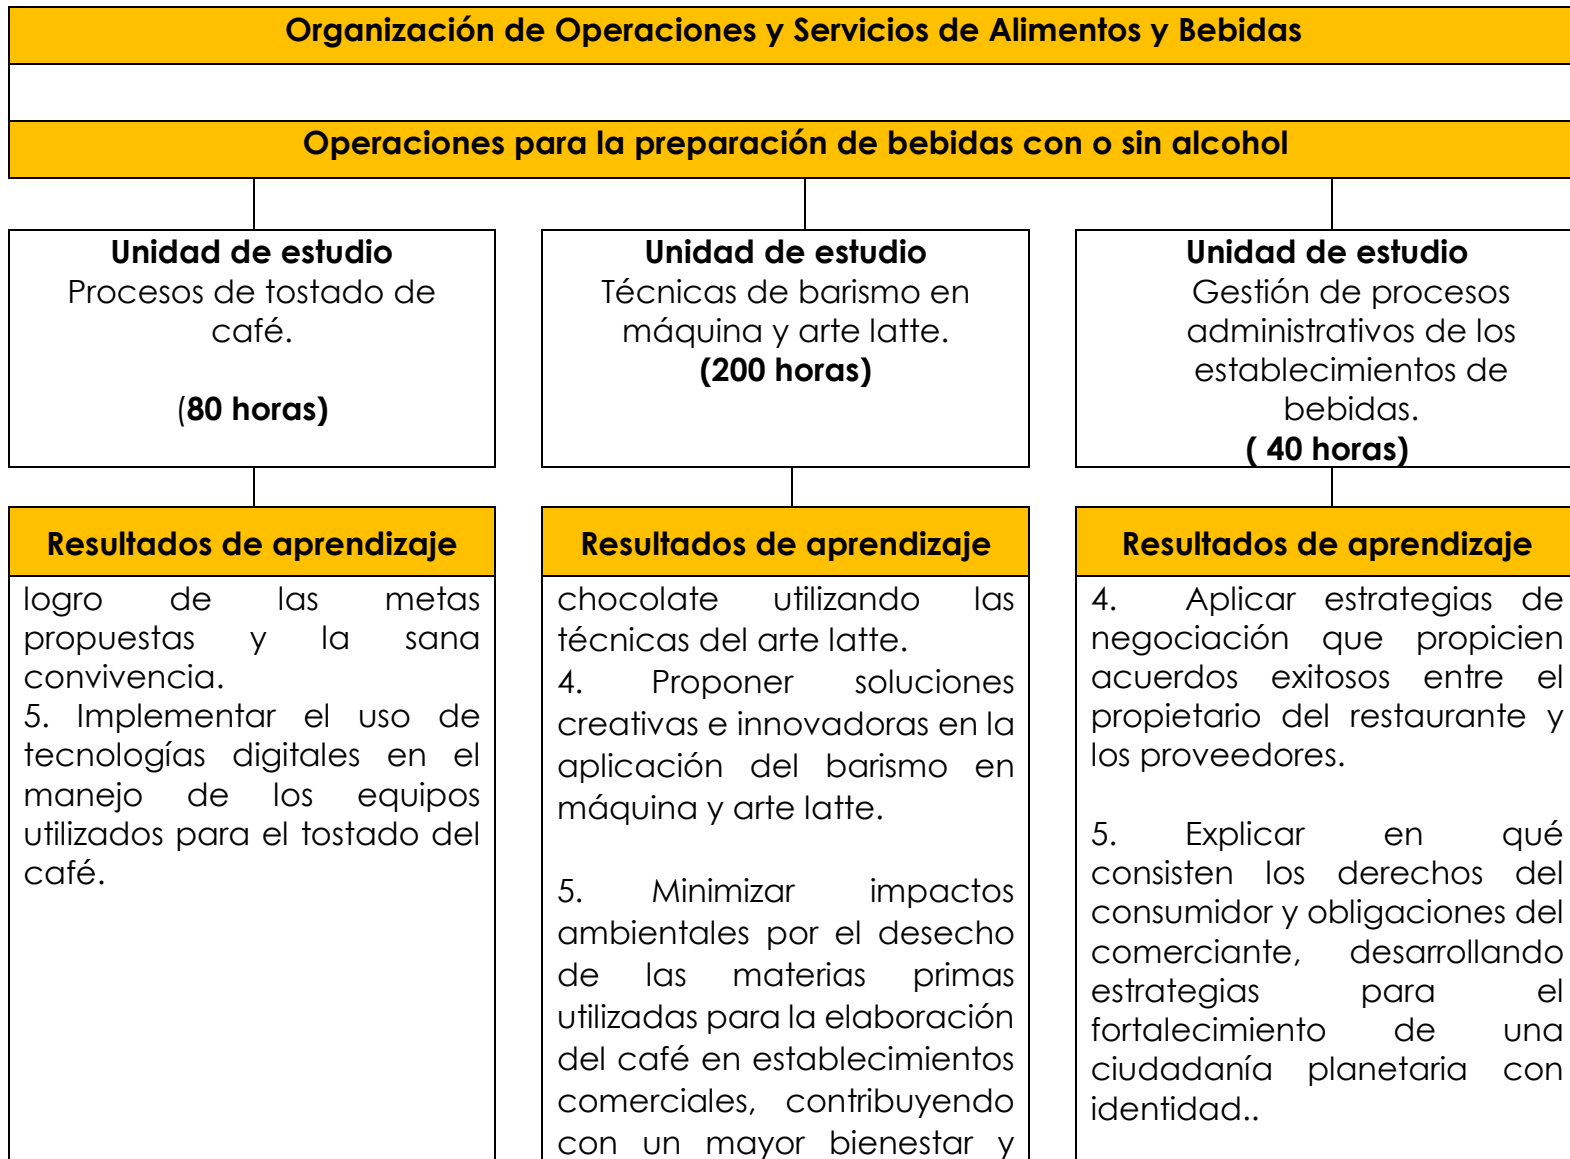 Organización de Operaciones y Servicios de Alimentos y Bebidas
Operaciones para la preparación de bebidas con o sin alcohol
Unidad de estudio
Procesos de tostado de
café.
(80 horas)
Unidad de estudio
Técnicas de barismo en
máquina y arte latte.
(200 horas)
Unidad de estudio
Gestión de procesos
administrativos de los
establecimientos de
bebidas.
( 40 horas)
Resultados de aprendizaje
logro de las metas
propuestas y la sana
convivencia.
5. Implementar el uso de
tecnologías digitales en el
manejo de los equipos
utilizados para el tostado del
café.
Resultados de aprendizaje
chocolate utilizando las
técnicas del arte latte.
4. Proponer soluciones
creativas e innovadoras en la
aplicación del barismo en
máquina y arte latte.
5. Minimizar impactos
ambientales por el desecho
de las materias primas
utilizadas para la elaboración
del café en establecimientos
comerciales, contribuyendo
con un mayor bienestar y
Resultados de aprendizaje
4. Aplicar estrategias de
negociación que propicien
acuerdos exitosos entre el
propietario del restaurante y
los proveedores.
5. Explicar en qué
consisten los derechos del
consumidor y obligaciones del
comerciante, desarrollando
estrategias para el
fortalecimiento de una
ciudadanía planetaria con
identidad..